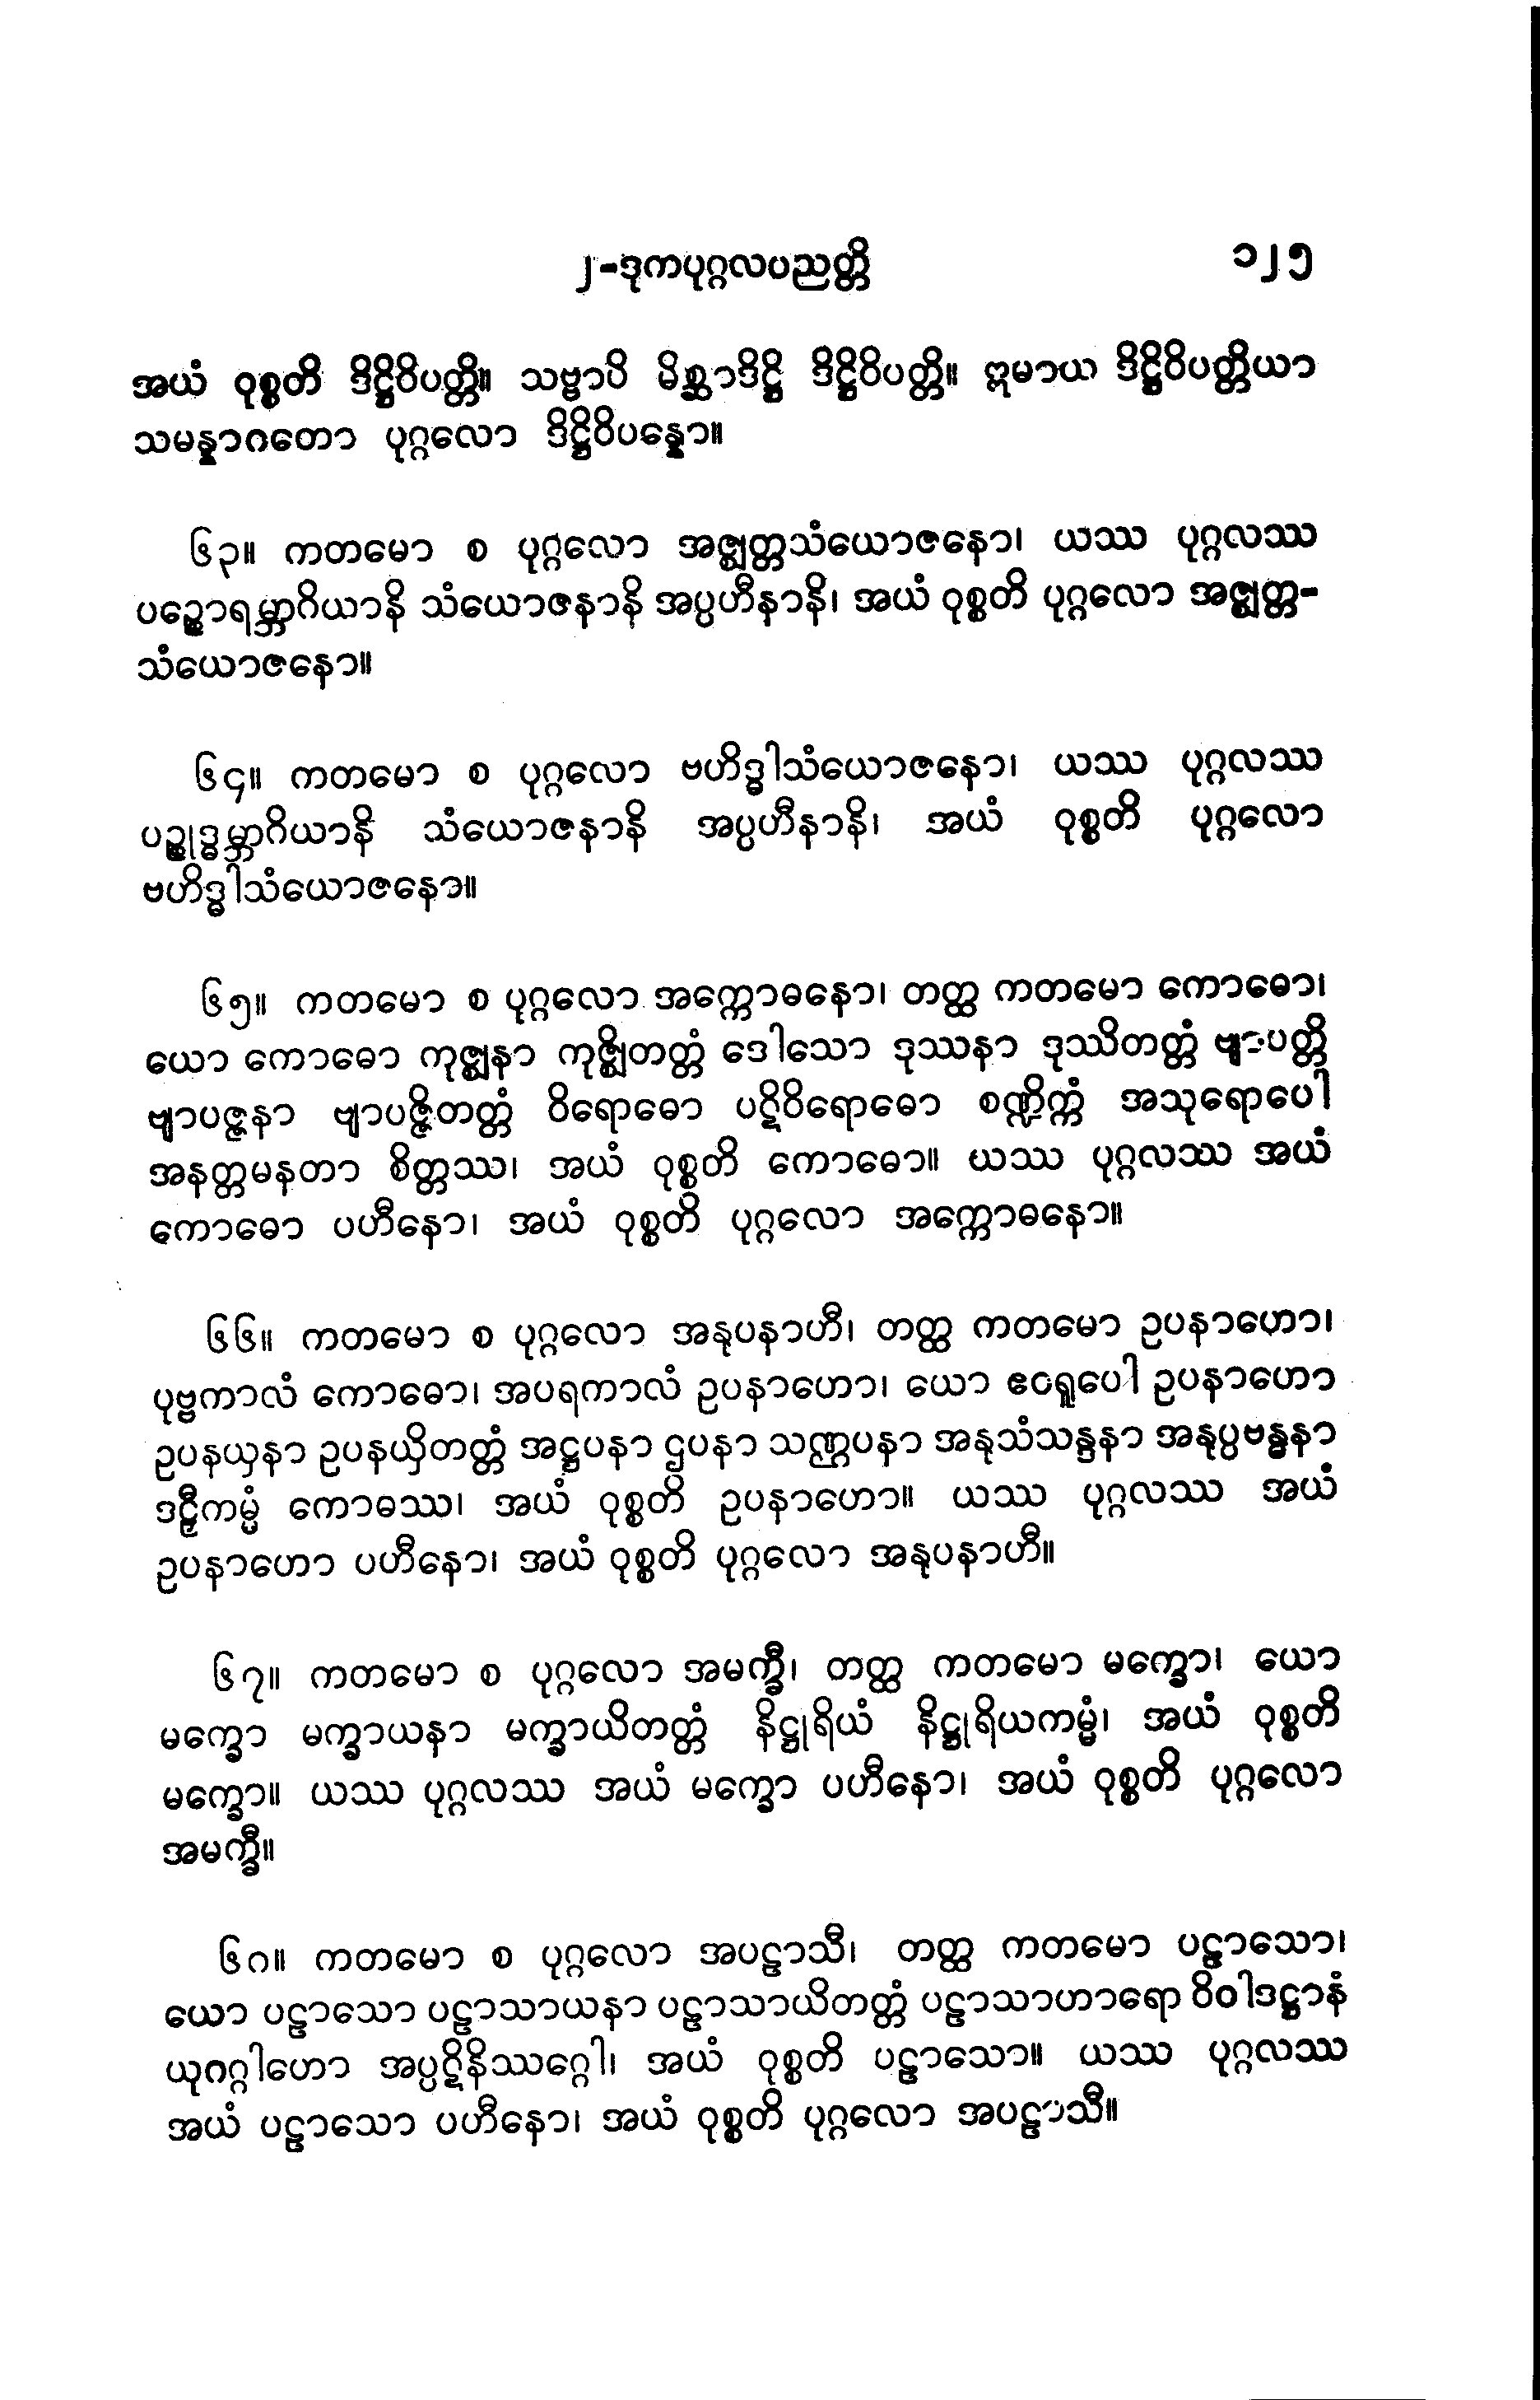 ၂-ဒုကပုဂ္ဂလပညတ္တိ ၁၂၅
အယံ ဝုစ္စတိ ဒိဋ္ဌိဝိပတ္တိ။ သဗ္ဗာပိ မိစ္ဆာဒိဋ္ဌိ ဒိဋ္ဌိဝိပတ္တိ။ ဣမာယ ဒိဋ္ဌိဝိပတ္တိယာ
သမန္နာဂတော ပုဂ္ဂလော ဒိဋ္ဌိဝိပန္နော။
၆၃။ ကတမော စ ပုဂ္ဂလော အဇ္ဈတ္တသံယောဇနော၊ ယဿ ပုဂ္ဂလဿ
ပဉ္စောရမ္ဘာဂိယာနိ သံယောဇနာနိ အပ္ပဟီနာနိ၊ အယံ ဝုစ္စတိ ပုဂ္ဂလော အဇ္ဈတ္တ-
သံယောဇနော။
၆၄။ ကတမော စ ပုဂ္ဂလော ဗဟိဒ္ဓါသံယောဇနော၊ ယဿ ပုဂ္ဂလဿ
ပဉ္စုဒ္ဓမ္ဘာဂိယာနိ သံယောဇနာနိ အပ္ပဟီနာနိ၊ အယံ ဝုစ္စတိ ပုဂ္ဂလော
ဗဟိဒ္ဓါသံယောဇနော။
၆၅။ ကတမော စ ပုဂ္ဂလော အက္ကောဓနော၊ တတ္ထ ကတမော ကောဓော၊
ယော ကောဓော ကုဇ္ဈနာ ကုဇ္ဈိတတ္တံ ဒေါသော ဒုဿနာ ဒုဿိတတ္တံ ဗျာပတ္တိ
ဗျာပဇ္ဇနာ ဗျာပဇ္ဇိတတ္တံ ဝိရောဓော ပဋိဝိရောဓော စဏ္ဍိက္ကံ အသုရောပေါ
အနတ္တမနတာ စိတ္တဿ၊ အယံ ဝုစ္စတိ ကောဓော။ ယဿ ပုဂ္ဂလဿ အယံ
ကောဓော ပဟီနော၊ အယံ ဝုစ္စတိ ပုဂ္ဂလော အက္ကောဓနော။
၆၆။ ကတမော စ ပုဂ္ဂလော အနုပနာဟီ၊ တတ္ထ ကတမော ဥပနာဟော၊
ပုဗ္ဗကာလံ ကောဓော၊ အပရကာလံ ဥပနာဟော၊ ယော ဧဝရူပေါ ဥပနာဟော
ဥပနယှနာ ဥပနယှိတတ္တံ အဋ္ဌပနာ ဌပနာ သဏ္ဌပနာ အနုသံသန္ဒနာ အနုပ္ပဗန္ဓနာ
ဒဠှီကမ္မံ ကောဓဿ၊ အယံ ဝုစ္စတိ ဥပနာဟော။ ယဿ ပုဂ္ဂလဿ အယံ
ဥပနာဟော ပဟီနော၊ အယံ ဝုစ္စတိ ပုဂ္ဂလော အနုပနာဟီ။
၆၇။ ကတမော စ ပုဂ္ဂလော အမက္ခီ၊ တတ္ထ ကတမော မက္ခော၊ ယော
မက္ခော မက္ခာယနာ မက္ခာယိတတ္တံ နိဋ္ဌုရိယံ နိဋ္ဌုရိယကမ္မံ၊ အယံ ဝုစ္စတိ
မက္ခော။ ယဿ ပုဂ္ဂလဿ အယံ မက္ခော ပဟီနော၊ အယံ ဝုစ္စတိ ပုဂ္ဂလော
အမက္ခီ။
၆၈။ ကတမော စ ပုဂ္ဂလော အပဠာသီ၊ တတ္ထ ကတမော ပဠာသော၊
ယော ပဠာသော ပဠာသာယနာ ပဠာသာယိတတ္တံ ပဠာသာဟာရော ဝိဝါဒဋ္ဌာနံ
ယုဂဂ္ဂါဟော အပ္ပဋိနိဿဂ္ဂေါ၊ အယံ ဝုစ္စတိ ပဠာသော။ ယဿ ပုဂ္ဂလဿ
အယံ ပဠာသော ပဟီနော၊ အယံ ဝုစ္စတိ ပုဂ္ဂလော အပဠာသီ။